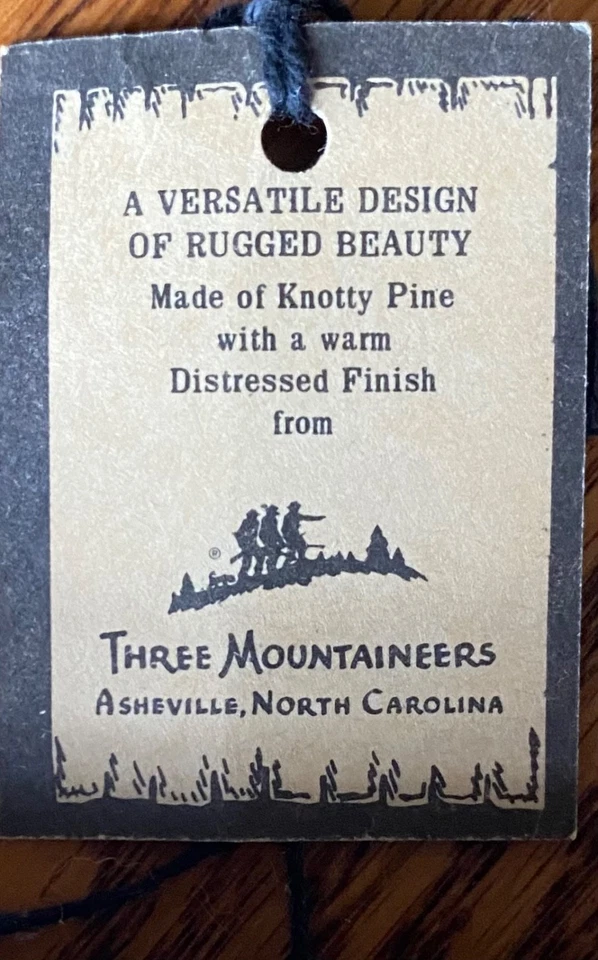 A VERSATILE DESIGN
OF RUGGED BEAUTY
Made of Knotty Pine
with a warm
Distressed Finish
from
®
THREE MOUNTAINEERS
ASHEVILLE, NORTH CAROLINA